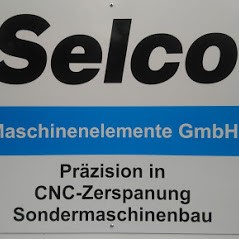 Selco
Maschinenelemente GmbH
Präzision in
CNC-Zerspanung
Sondermaschinenbau